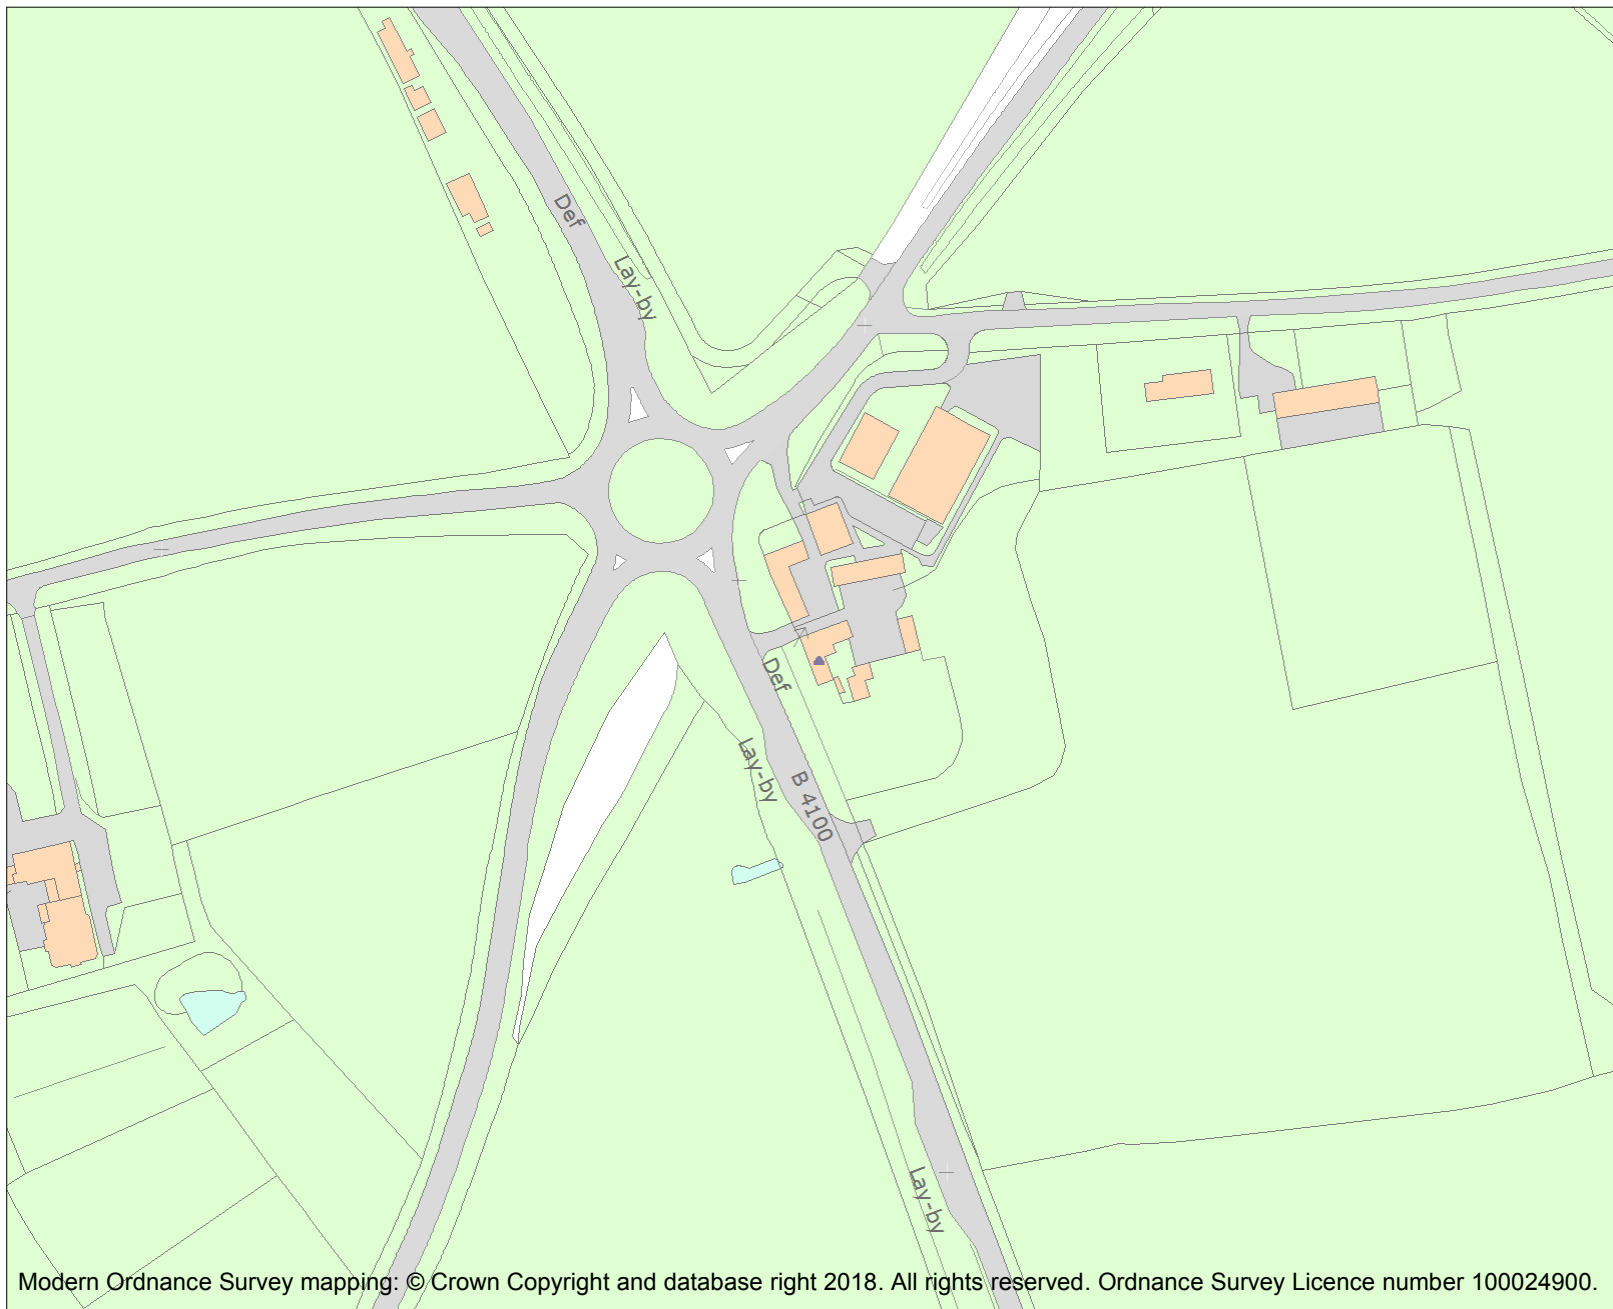 Def
Lay-by
Def
Lay-by
B 4100
Lay-by
Modern Ordnance Survey mapping: © Crown Copyright and database right 2018. All rights reserved. Ordnance Survey Licence number 100024900.